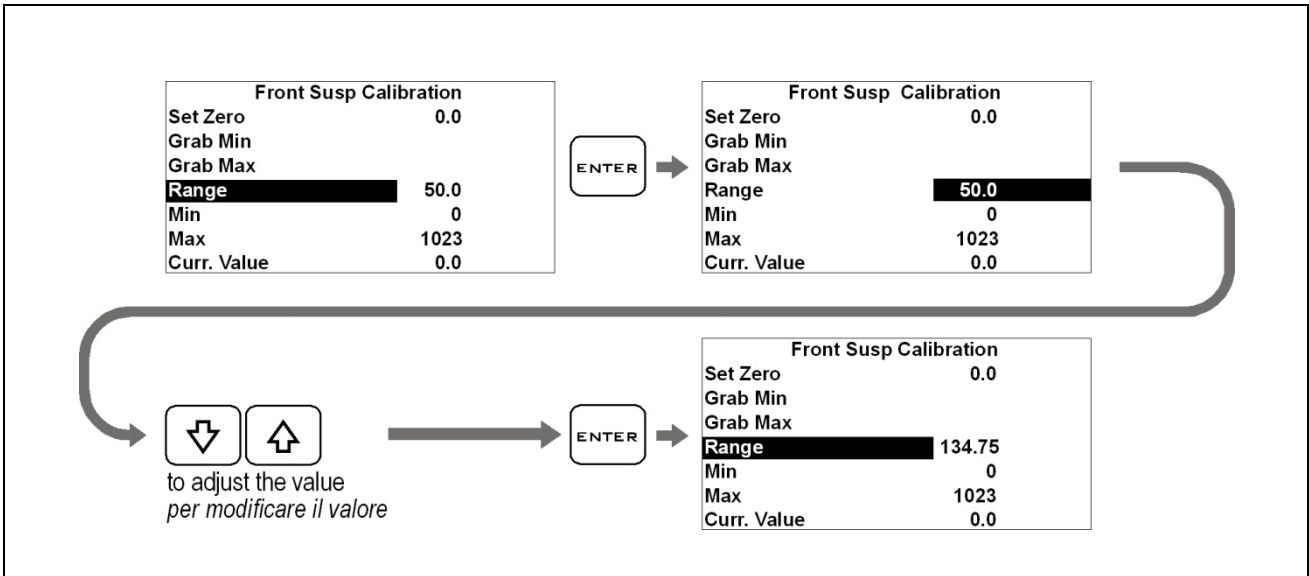 Front Susp Calibration
Set Zero 0.0
Grab Min
Grab Max
Range 50.0
Min 0
Max 1023
Curr. Value 0.0
ENTER
Front Susp Calibration
Set Zero 0.0
Grab Min
Grab Max
Range 50.0
Min 0
Max 1023
Curr. Value 0.0
to adjust the value
per modificare il valore
ENTER
Front Susp Calibration
Set Zero 0.0
Grab Min
Grab Max
Range 134.75
Min 0
Max 1023
Curr. Value 0.0